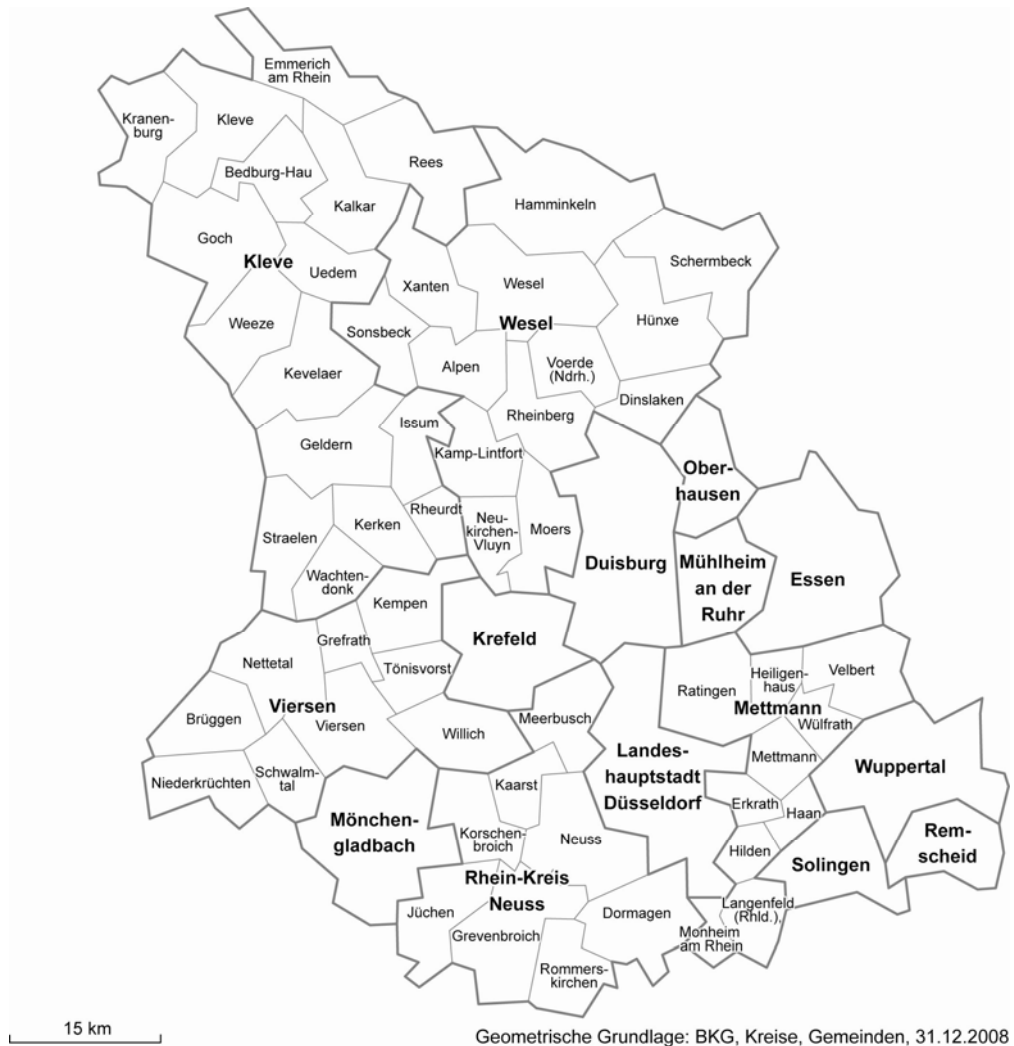 Emmerich
am Rhein
Kranen-
burg
Kleve
Rees
Bedburg-Hau
Kalkar
Hamminkeln
Goch
Kleve
Uedem
Schermbeck
Xanten
Wesel
Weeze
Sonsbeck
Wesel
Hünxe
Alpen
Voerde
(Ndrh.)
Kevelaer
Dinslaken
Issum
Rheinberg
Geldern
Kamp-Lintfort
Ober-
hausen
Rheurdt
Neu-
kirchen-
Vluyn
Moers
Straelen
Kerken
Duisburg
Mühlheim
an der
Ruhr
Essen
Wachten-
donk
Kempen
Grefrath
Krefeld
Nettetal
Tönisvorst
Ratingen
Heiligen-
haus
Velbert
Viersen
Mettmann
Brüggen
Viersen
Meerbusch
Wülfrath
Willich
Landes-
hauptstadt
Düsseldorf
Mettmann
Wuppertal
Niederkrüchten
Schwalm-
tal
Kaarst
Erkrath
Haan
Mönchen-
gladbach
Korschen-
broich
Neuss
Hilden
Solingen
Rem-
scheid
Rhein-Kreis
Neuss
Jüchen
Dormagen
Langenfeld
(Rhld.),
Grevenbroich
Monheim
am Rhein
Rommers-
kirchen
15 km
Geometrische Grundlage: BKG, Kreise, Gemeinden, 31.12.2008